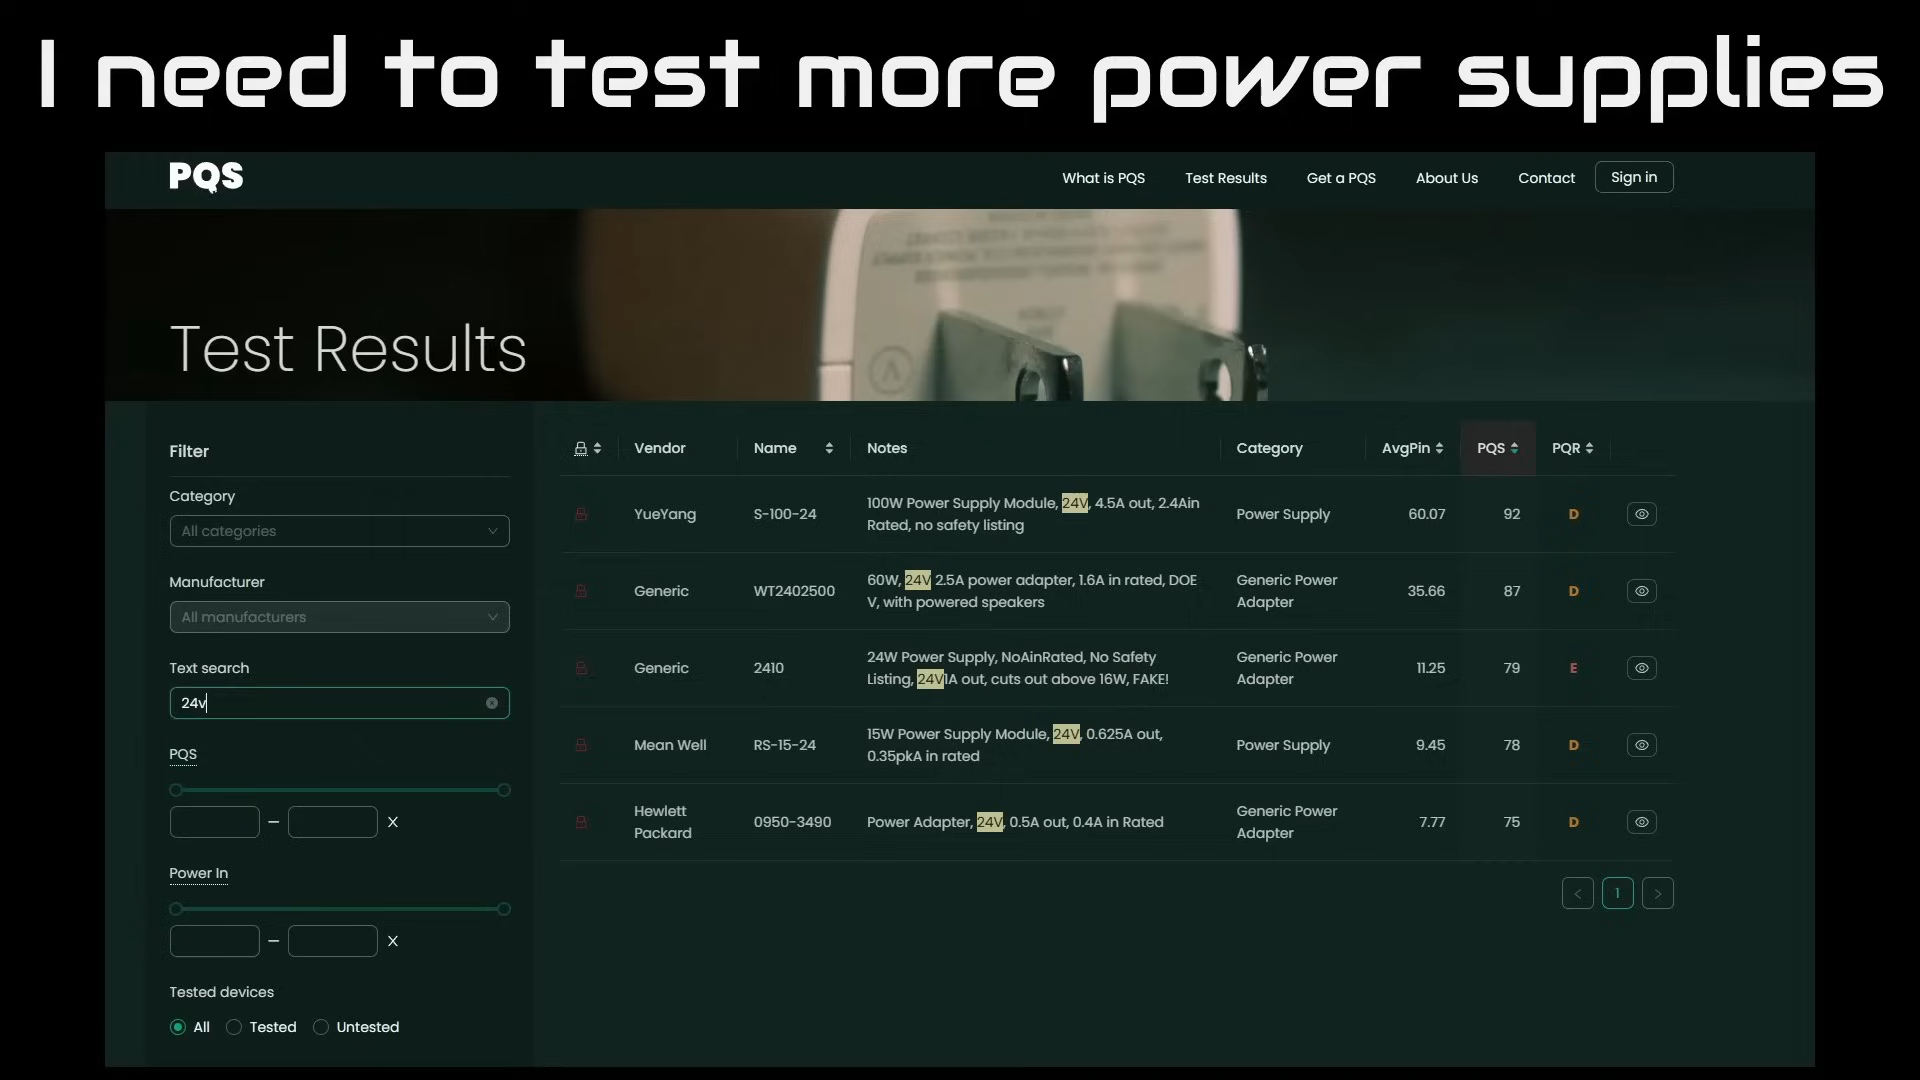 I need to test more power supplies
PQS
What is PQS
Test Results
Get a PQS
About Us
Contact
Sign in
Test Results
Filter
Category
All categories
Manufacturer
All manufacturers
Text search
24v
PQS
–
X
Power In
–
X
Tested devices
All
Tested
Untested
Vendor
Name
Notes
Category
AvgPin
PQS
PQR
YueYang
S-100-24
100W Power Supply Module, 24V, 4.5A out, 2.4Ain
Rated, no safety listing
Power Supply
60.07
92
D
Generic
WT2402500
60W, 24V 2.5A power adapter, 1.6A in rated, DOE
V, with powered speakers
Generic Power
Adapter
35.66
87
D
Generic
2410
24W Power Supply, NoAinRated, No Safety
Listing, 24V1A out, cuts out above 16W, FAKE!
Generic Power
Adapter
11.25
79
E
Mean Well
RS-15-24
15W Power Supply Module, 24V, 0.625A out,
0.35pkA in rated
Power Supply
9.45
78
D
Hewlett
Packard
0950-3490
Power Adapter, 24V, 0.5A out, 0.4A in Rated
Generic Power
Adapter
7.77
75
D
<
1
>